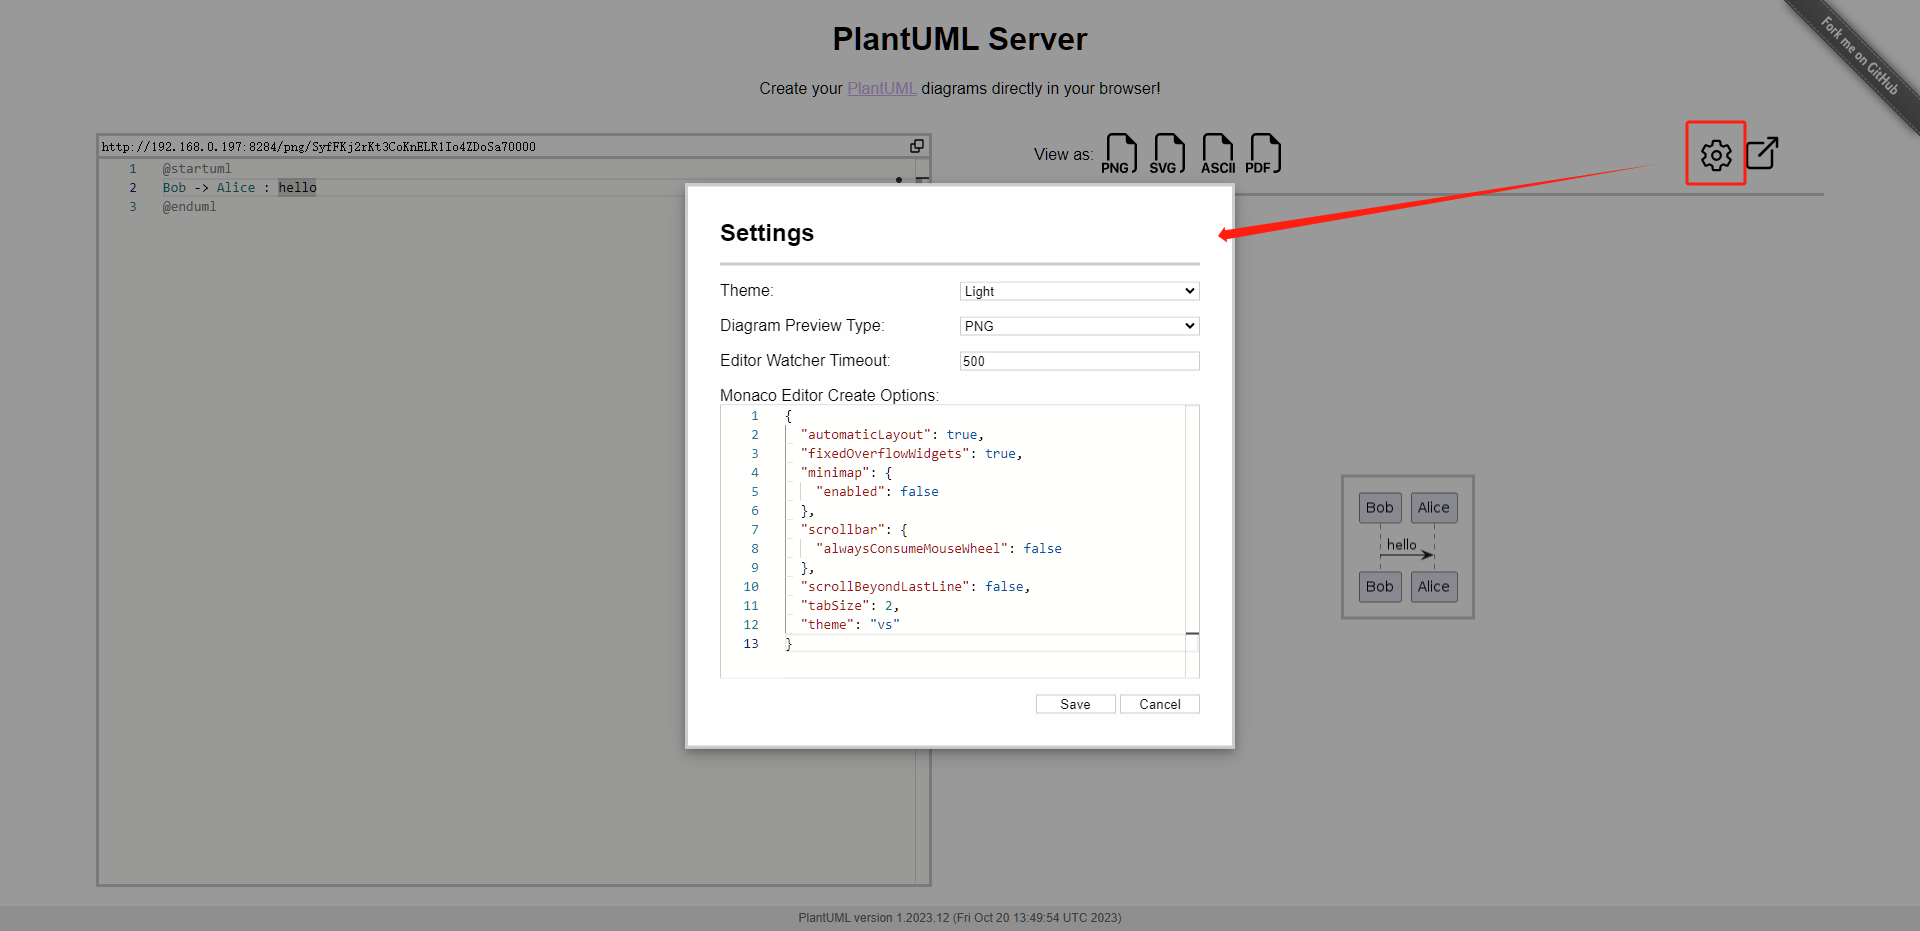 PlantUML Server
Fork me on GitHub
Create your PlantUML diagrams directly in your browser!
http://192.168.0.197:8284/png/SyfFKj2rKt3CoKnELR1Io4ZDoSa70000
1 @startuml
2 Bob -> Alice : hello
3 @enduml
View as: PNG SVG ASCII PDF
Settings
Theme: Light
Diagram Preview Type: PNG
Editor Watcher Timeout: 500
Monaco Editor Create Options:
1 {
2 "automaticLayout": true,
3 "fixedOverflowWidgets": true,
4 "minimap": {
5 "enabled": false
6 },
7 "scrollbar": {
8 "alwaysConsumeMouseWheel": false
9 },
10 "scrollBeyondLastLine": false,
11 "tabSize": 2,
12 "theme": "vs"
13 }
Save Cancel
Bob Alice
hello
Bob Alice
PlantUML version 1.2023.12 (Fri Oct 20 13:49:54 UTC 2023)